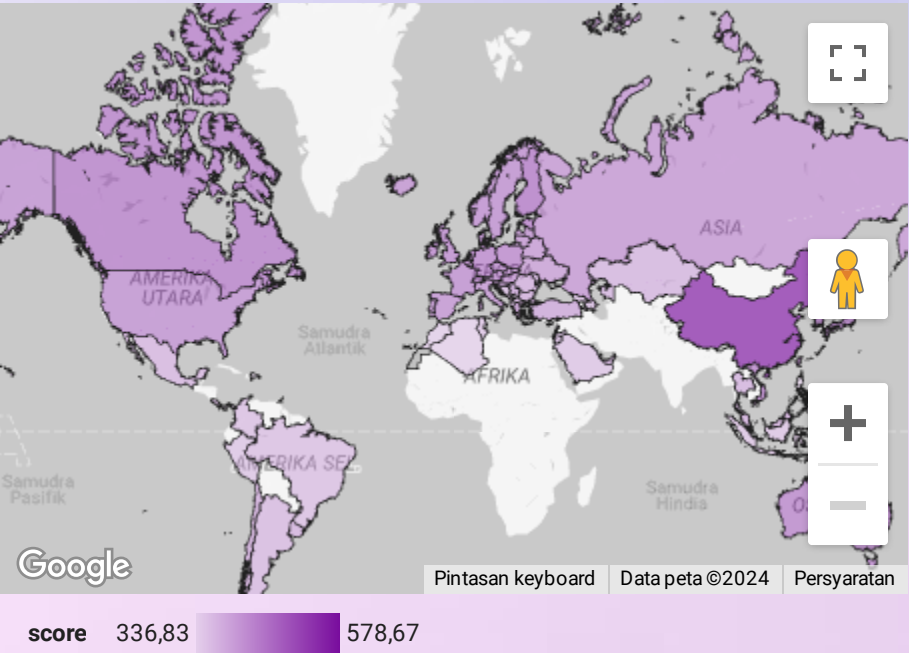 ASIA
AMERIKA
UTARA
Samudra
Atlantik
AFRIKA
AMERIKA SEL
Samudra
Pasifik
Samudra
Hindia
Google
Pintasan keyboard
Data peta ©2024
Persyaratan
score 336,83 578,67